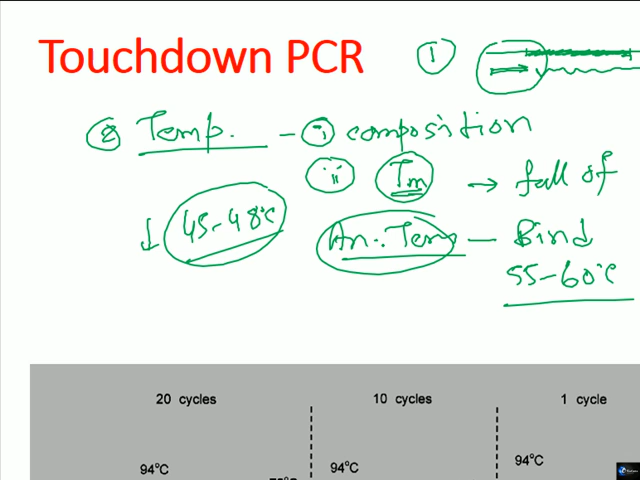 Touchdown PCR
1
2 Temp. - i composition
ii Tm → fall of
↓ 45-48°C An. Temp — Bind
55-60°C
20 cycles 10 cycles 1 cycle
94°C 94°C 94°C